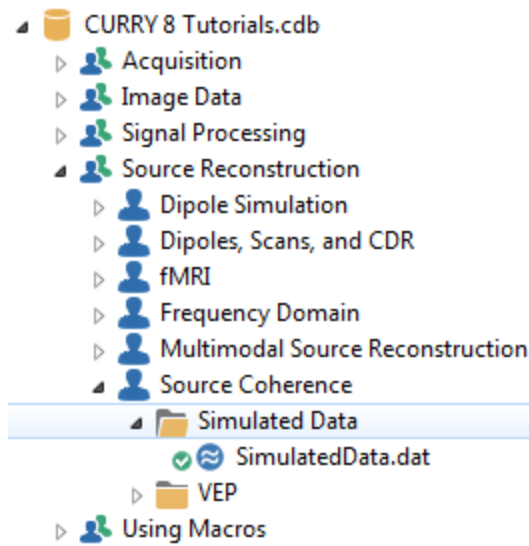 CURRY 8 Tutorials.cdb
Acquisition
Image Data
Signal Processing
Source Reconstruction
Dipole Simulation
Dipoles, Scans, and CDR
fMRI
Frequency Domain
Multimodal Source Reconstruction
Source Coherence
Simulated Data
SimulatedData.dat
VEP
Using Macros